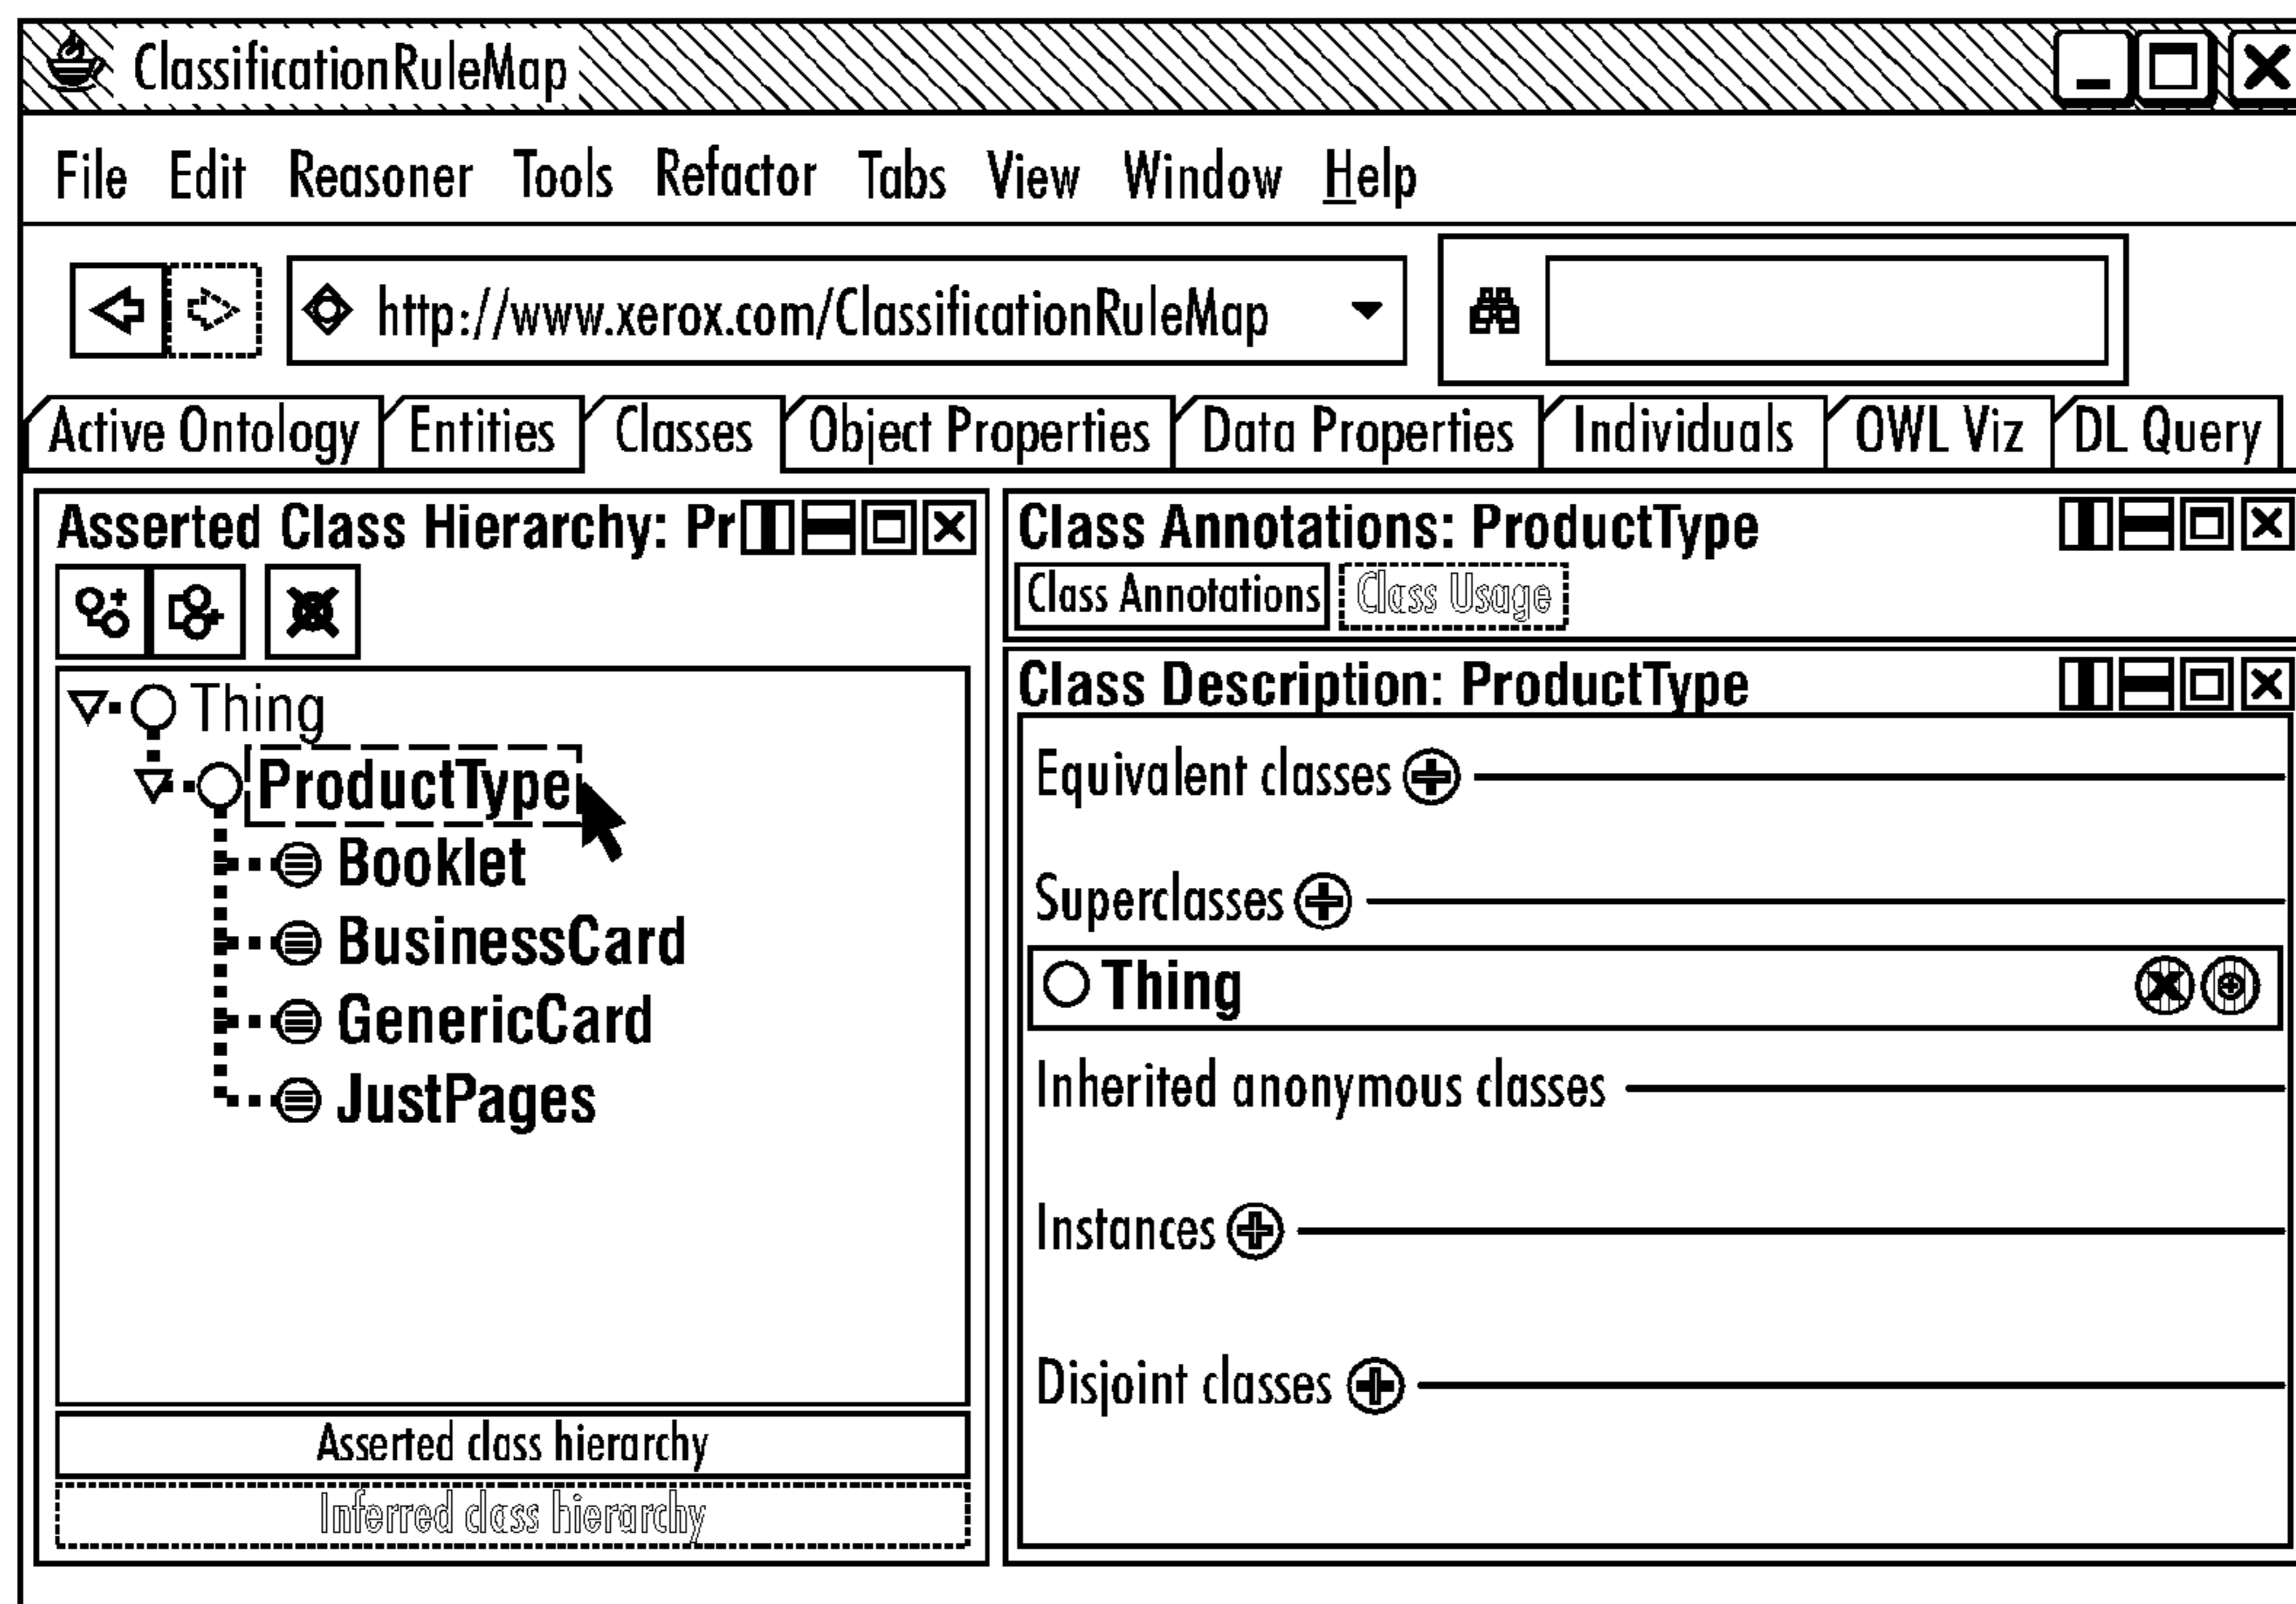 ClassificationRuleMap
File Edit Reasoner Tools Refactor Tabs View Window Help
http://www.xerox.com/ClassificationRuleMap
Active Ontology Entities Classes Object Properties Data Properties Individuals OWL Viz DL Query
Asserted Class Hierarchy: Pr
Thing
ProductType
Booklet
BusinessCard
GenericCard
JustPages
Asserted class hierarchy
Inferred class hierarchy
Class Annotations: ProductType
Class Annotations Class Usage
Class Description: ProductType
Equivalent classes
Superclasses
Thing
Inherited anonymous classes
Instances
Disjoint classes